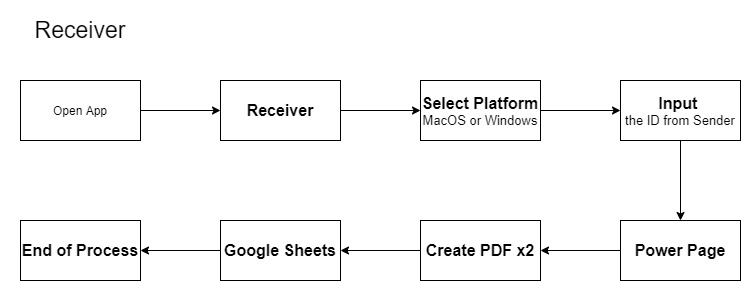 Receiver
Open App
Receiver
Select Platform
MacOS or Windows
Input
the ID from Sender
End of Process
Google Sheets
Create PDF x2
Power Page